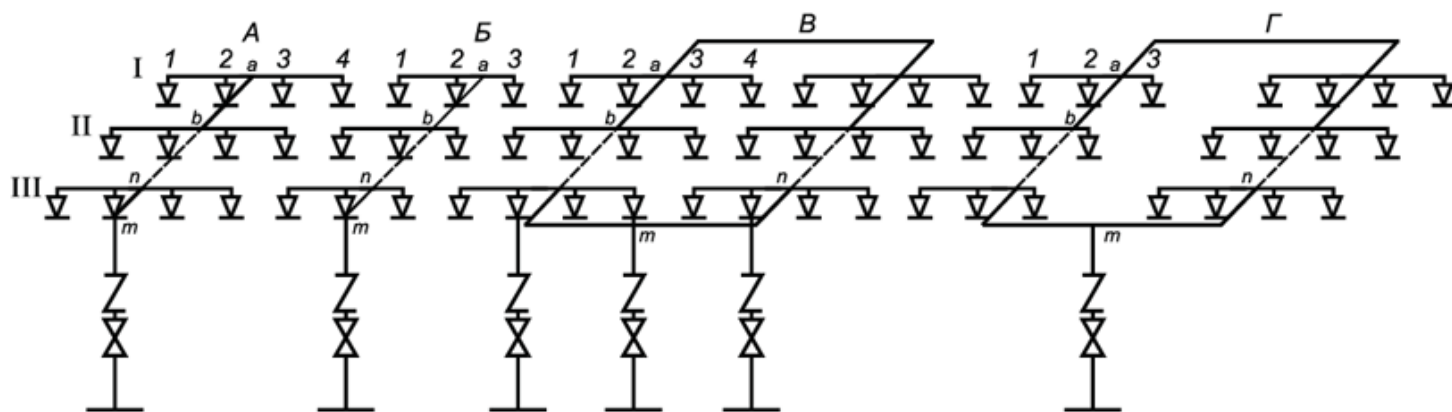 А Б В Г
I 1 2 a 3 4 1 2 a 3 1 2 a 3 4 1 2 a 3
II b b b b
III n n n n
m m m m